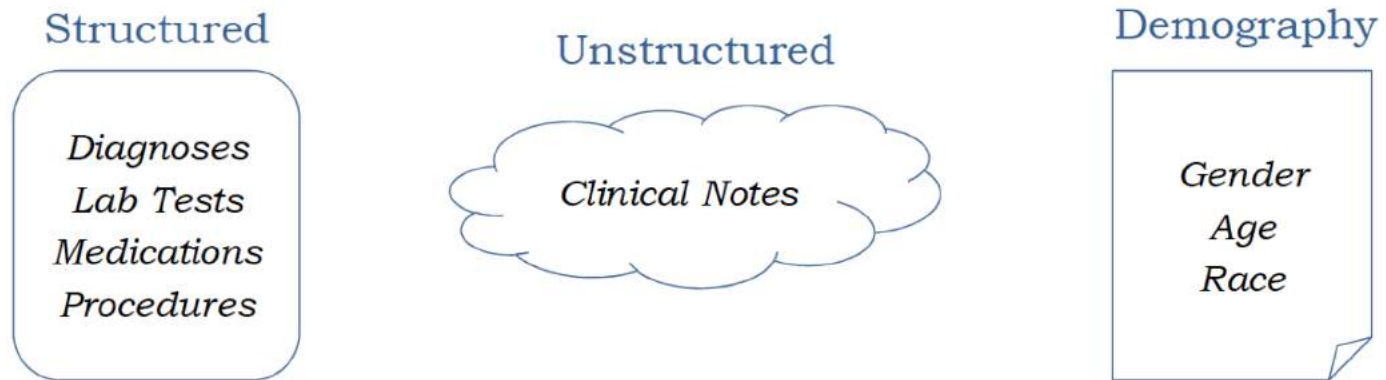 Structured
Diagnoses
Lab Tests
Medications
Procedures
Unstructured
Clinical Notes
Demography
Gender
Age
Race